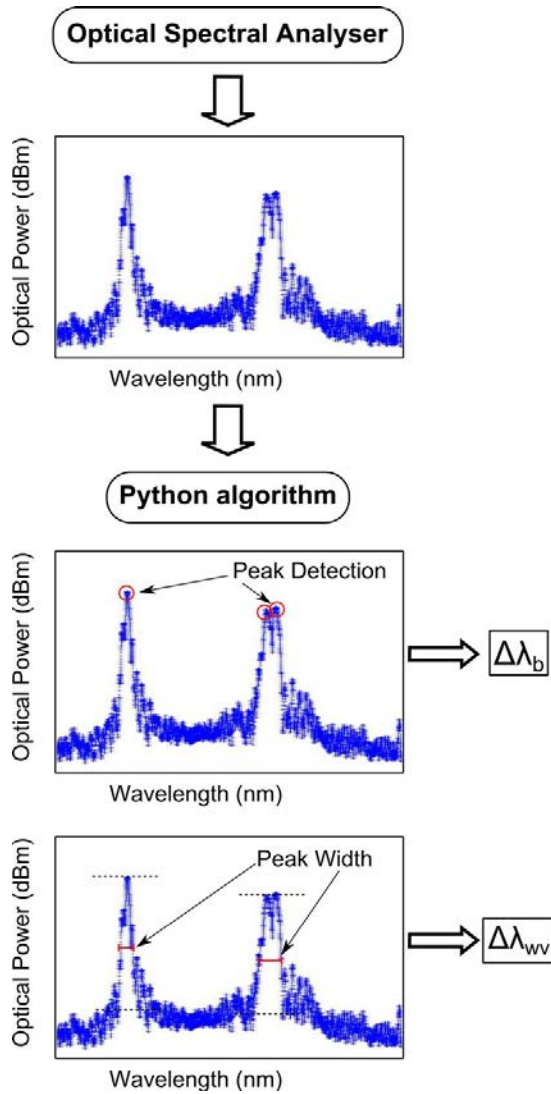 Optical Spectral Analyser
Optical Power (dBm)
Wavelength (nm)
Python algorithm
Optical Power (dBm)
Peak Detection
Δλb
Wavelength (nm)
Optical Power (dBm)
Peak Width
Δλwv
Wavelength (nm)